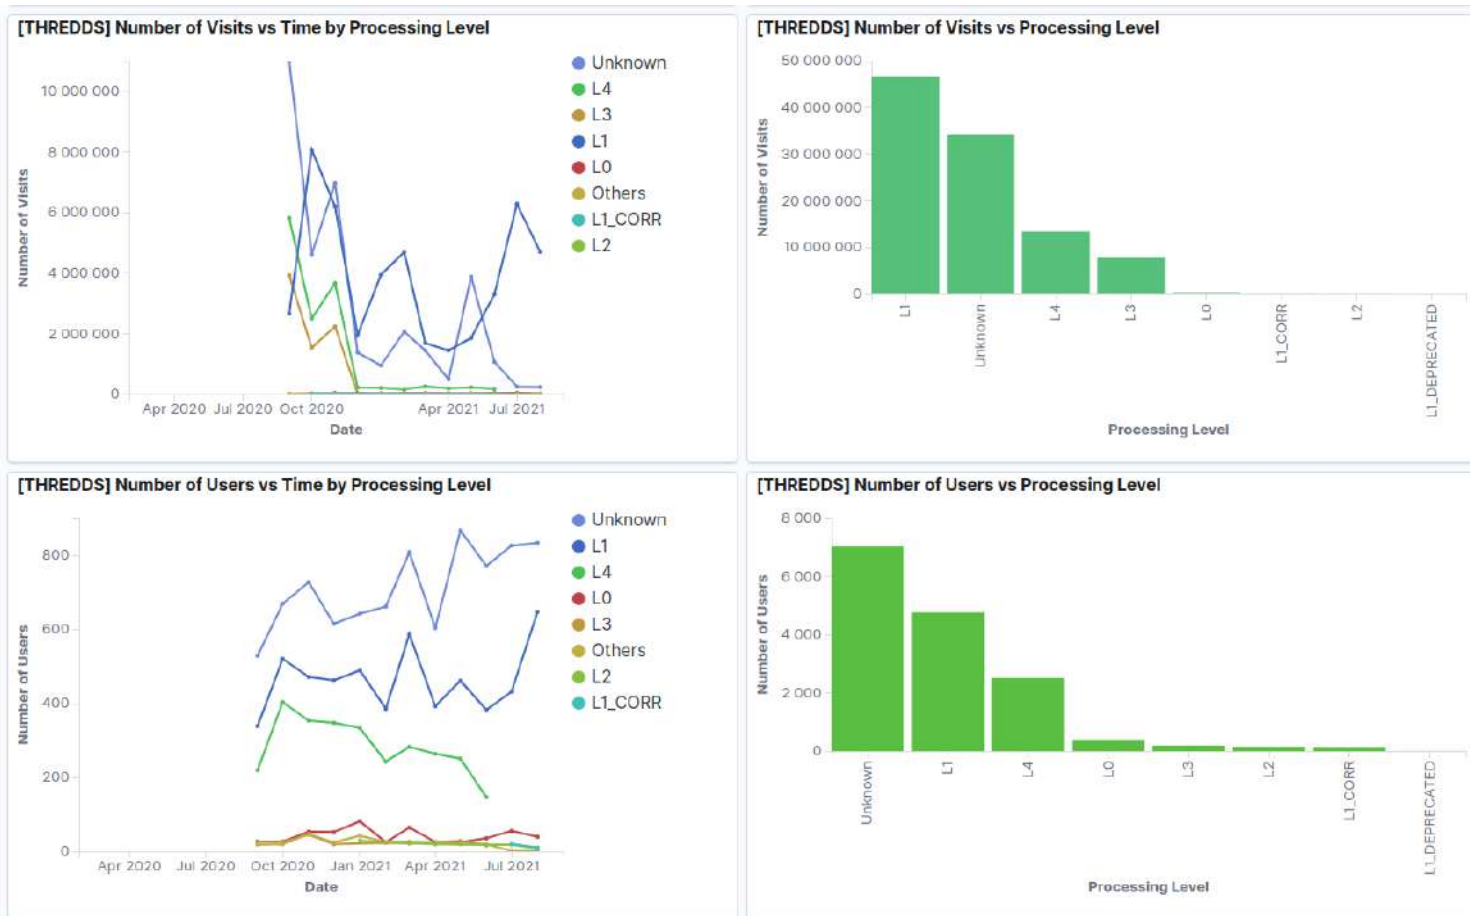 [THREDDS] Number of Visits vs Time by Processing Level
Number of Visits
10 000 000
8 000 000
6 000 000
4 000 000
2 000 000
0
Apr 2020 Jul 2020 Oct 2020 Apr 2021 Jul 2021
Date
Unknown
L4
L3
L1
L0
Others
L1_CORR
L2
[THREDDS] Number of Visits vs Processing Level
Number of Visits
50 000 000
40 000 000
30 000 000
20 000 000
10 000 000
0
L1
Unknown
L4
L3
L0
L1_CORR
L2
L1_DEPRECATED
Processing Level
[THREDDS] Number of Users vs Time by Processing Level
Number of Users
800
600
400
200
0
Apr 2020 Jul 2020 Oct 2020 Jan 2021 Apr 2021 Jul 2021
Date
Unknown
L1
L4
L0
L3
Others
L2
L1_CORR
[THREDDS] Number of Users vs Processing Level
Number of Users
8 000
6 000
4 000
2 000
0
Unknown
L1
L4
L0
L3
L2
L1_CORR
L1_DEPRECATED
Processing Level